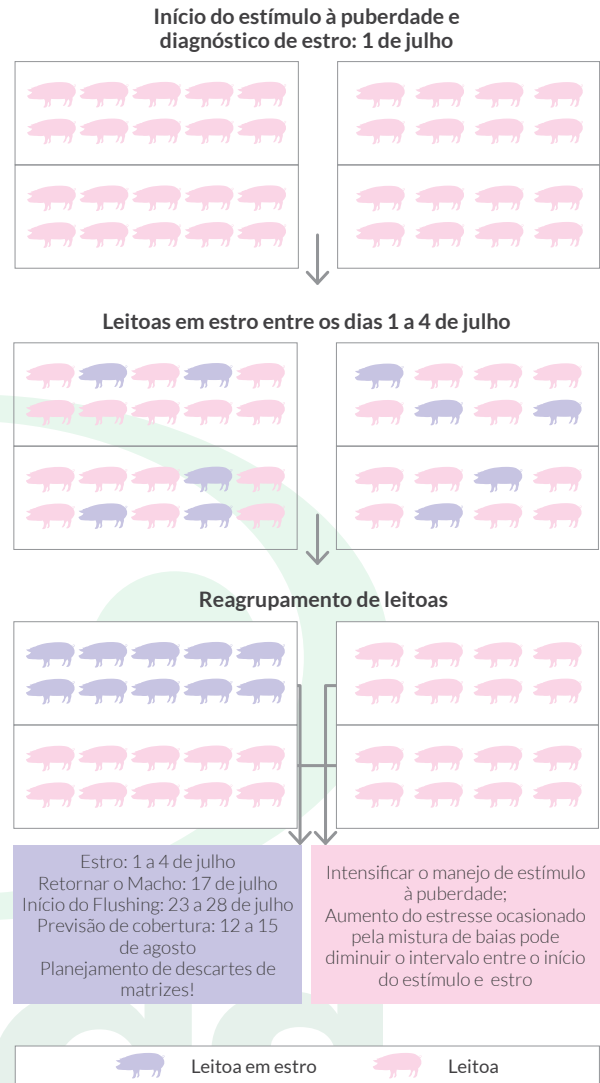 Início do estímulo à puberdade e
diagnóstico de estro: 1 de julho
Leitoas em estro entre os dias 1 a 4 de julho
Reagrupamento de leitoas
Estro: 1 a 4 de julho
Retornar o Macho: 17 de julho
Início do Flushing: 23 a 28 de julho
Previsão de cobertura: 12 a 15
de agosto
Planejamento de descartes de
matrizes!
Intensificar o manejo de estímulo
à puberdade;
Aumento do estresse ocasionado
pela mistura de baias pode
diminuir o intervalo entre o início
do estímulo e estro
Leitoa em estro
Leitoa